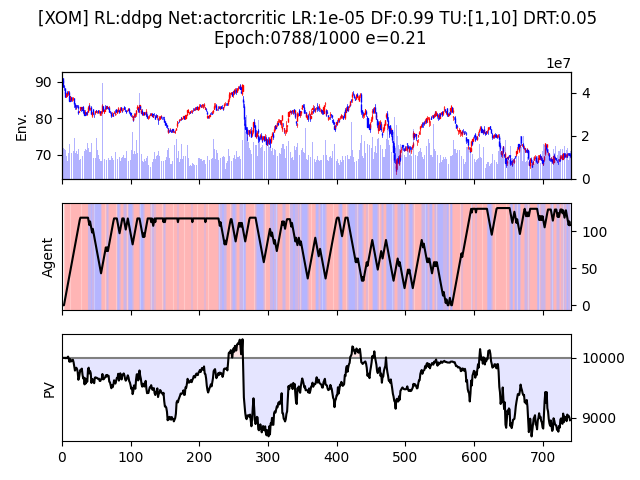 [XOM] RL:ddpg Net:actorcritic LR:1e-05 DF:0.99 TU:[1,10] DRT:0.05
Epoch:0788/1000 e=0.21
1e7
90
80
70
Env.
4
2
0
Agent
100
50
0
PV
10000
9000
0 100 200 300 400 500 600 700